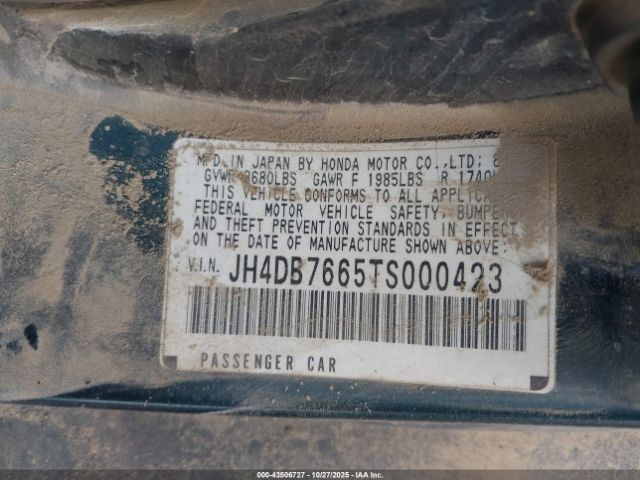 M'F'D. IN JAPAN BY HONDA MOTOR CO.,LTD; 8
GVWR 3680LBS GAWR F 1985LBS R 1740
THIS VEHICLE CONFORMS TO ALL
FEDERAL MOTOR VEHICLE SAFETY, BUMPER
AND THEFT PREVENTION STANDARDS IN EFFECT
ON THE DATE OF MANUFACTURE SHOWN ABOVE:
V.I.N. JH4DB7665TS000423
PASSENGER CAR
000-43506727 - 10/27/2025 - IAA Inc.